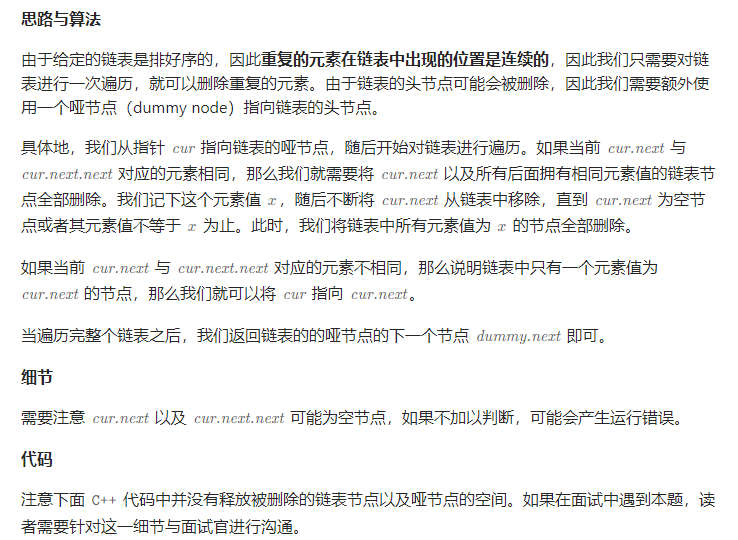 思路与算法
由于给定的链表是排好序的，因此重复的元素在链表中出现的位置是连续的，因此我们只需要对链
表进行一次遍历，就可以删除重复的元素。由于链表的头节点可能会被删除，因此我们需要额外使
用一个哑节点（dummy node）指向链表的头节点。
具体地，我们从指针 cur 指向链表的哑节点，随后开始对链表进行遍历。如果当前 cur.next 与
cur.next.next 对应的元素相同，那么我们就需要将 cur.next 以及所有后面拥有相同元素值的链表节
点全部删除。我们记下这个元素值 x，随后不断将 cur.next 从链表中移除，直到 cur.next 为空节
点或者其元素值不等于 x 为止。此时，我们将链表中所有元素值为 x 的节点全部删除。
如果当前 cur.next 与 cur.next.next 对应的元素不相同，那么说明链表中只有一个元素值为
cur.next 的节点，那么我们就可以将 cur 指向 cur.next。
当遍历完整个链表之后，我们返回链表的的哑节点的下一个节点 dummy.next 即可。
细节
需要注意 cur.next 以及 cur.next.next 可能为空节点，如果不加以判断，可能会产生运行错误。
代码
注意下面 C++ 代码中并没有释放被删除的链表节点以及哑节点的空间。如果在面试中遇到本题，读
者需要针对这一细节与面试官进行沟通。